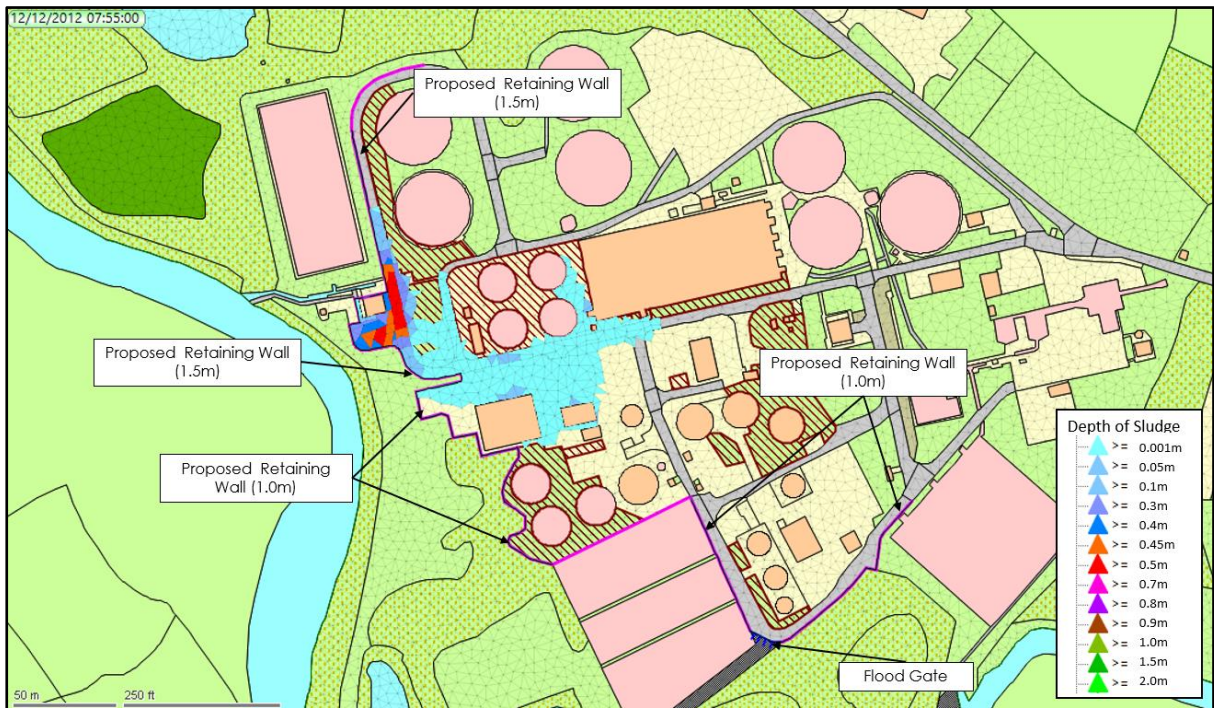 12/12/2012 07:55:00
Proposed Retaining Wall
(1.5m)
Proposed Retaining Wall
(1.5m)
Proposed Retaining Wall
(1.0m)
Proposed Retaining
Wall (1.0m)
Flood Gate
Depth of Sludge
>= 0.001m
>= 0.05m
>= 0.1m
>= 0.3m
>= 0.4m
>= 0.45m
>= 0.5m
>= 0.7m
>= 0.8m
>= 0.9m
>= 1.0m
>= 1.5m
>= 2.0m
50 m 250 ft